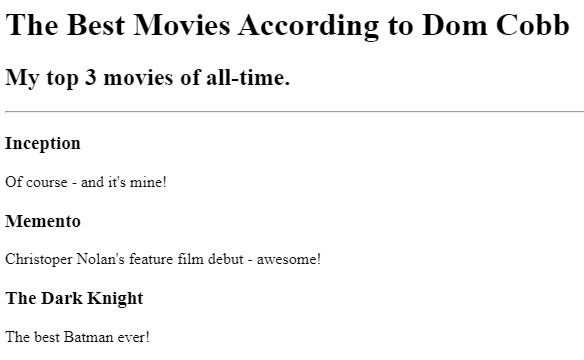 The Best Movies According to Dom Cobb
My top 3 movies of all-time.
Inception
Of course - and it's mine!
Memento
Christoper Nolan's feature film debut - awesome!
The Dark Knight
The best Batman ever!